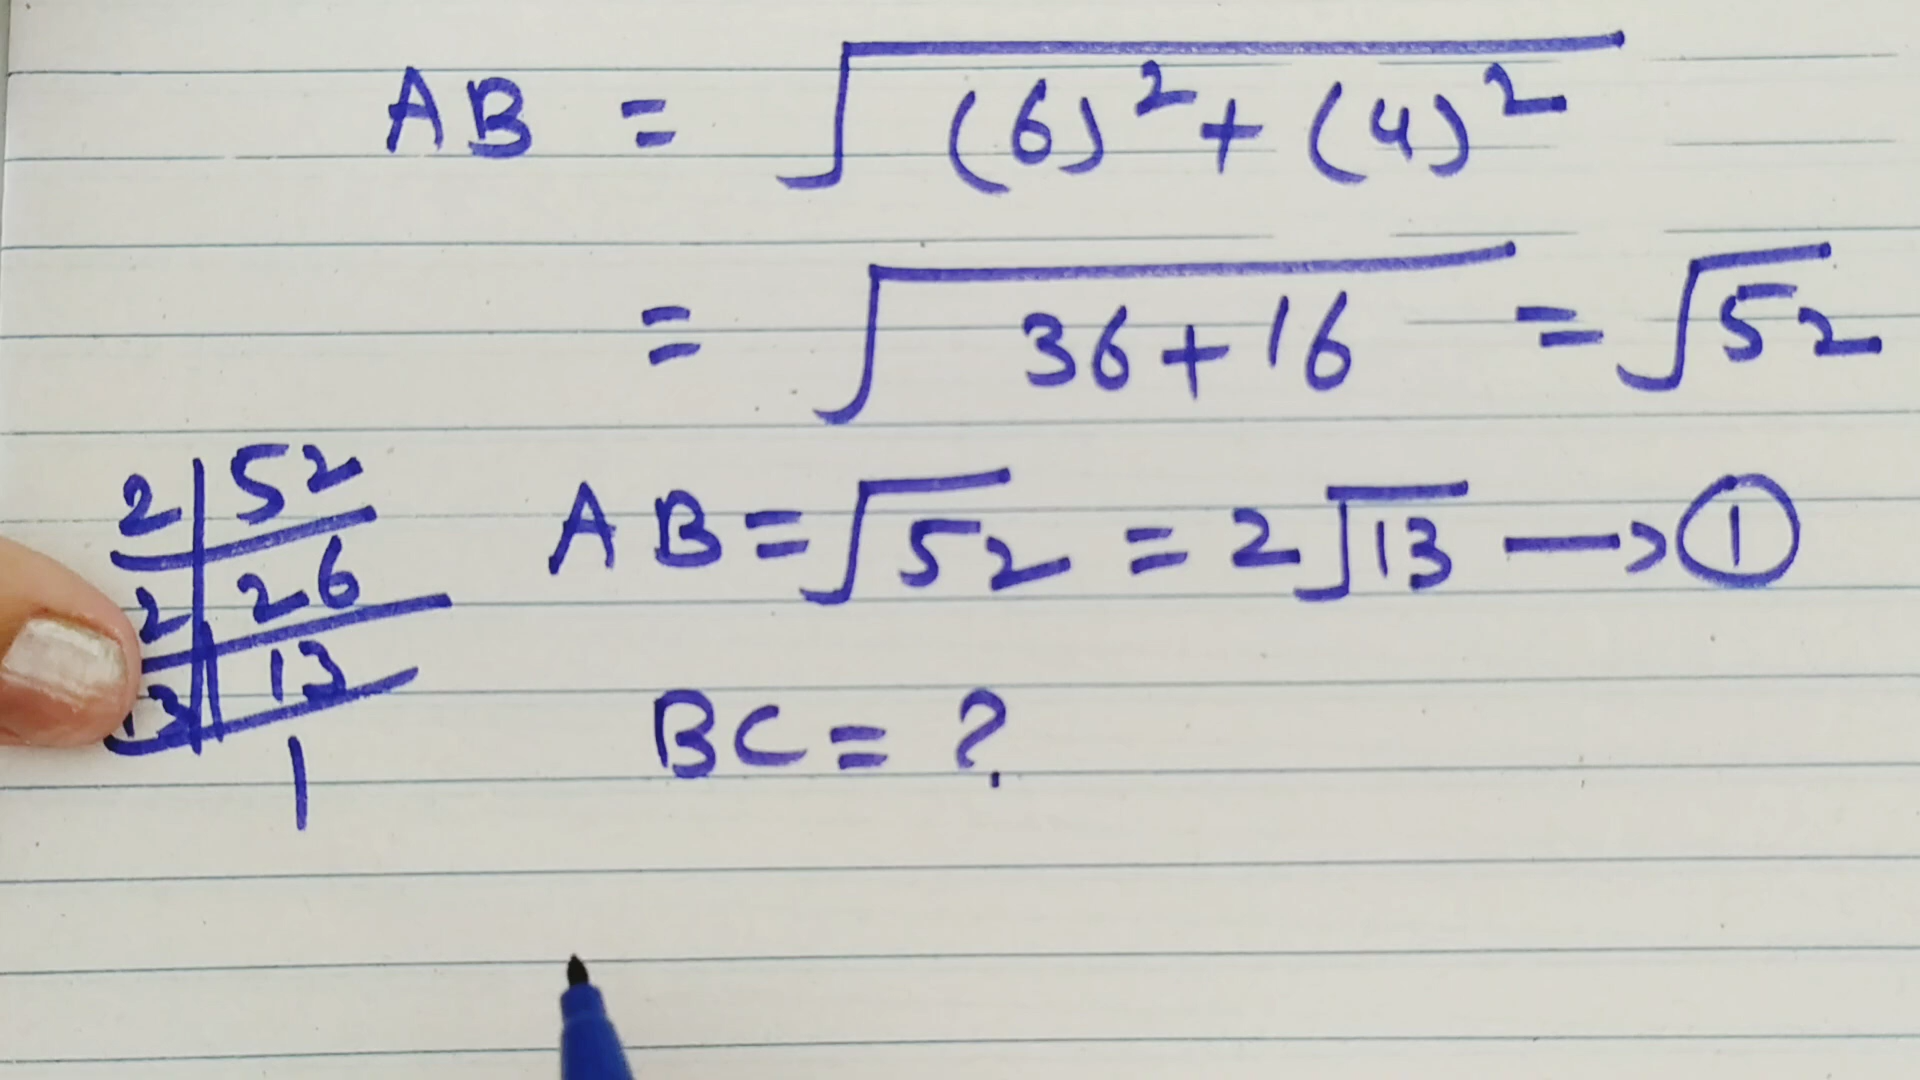 AB = √(6)² + (4)²
= √36+16 = √52
2 | 52
2 | 26
13 | 13
1
AB = √52 = 2√13 → ①
BC = ?